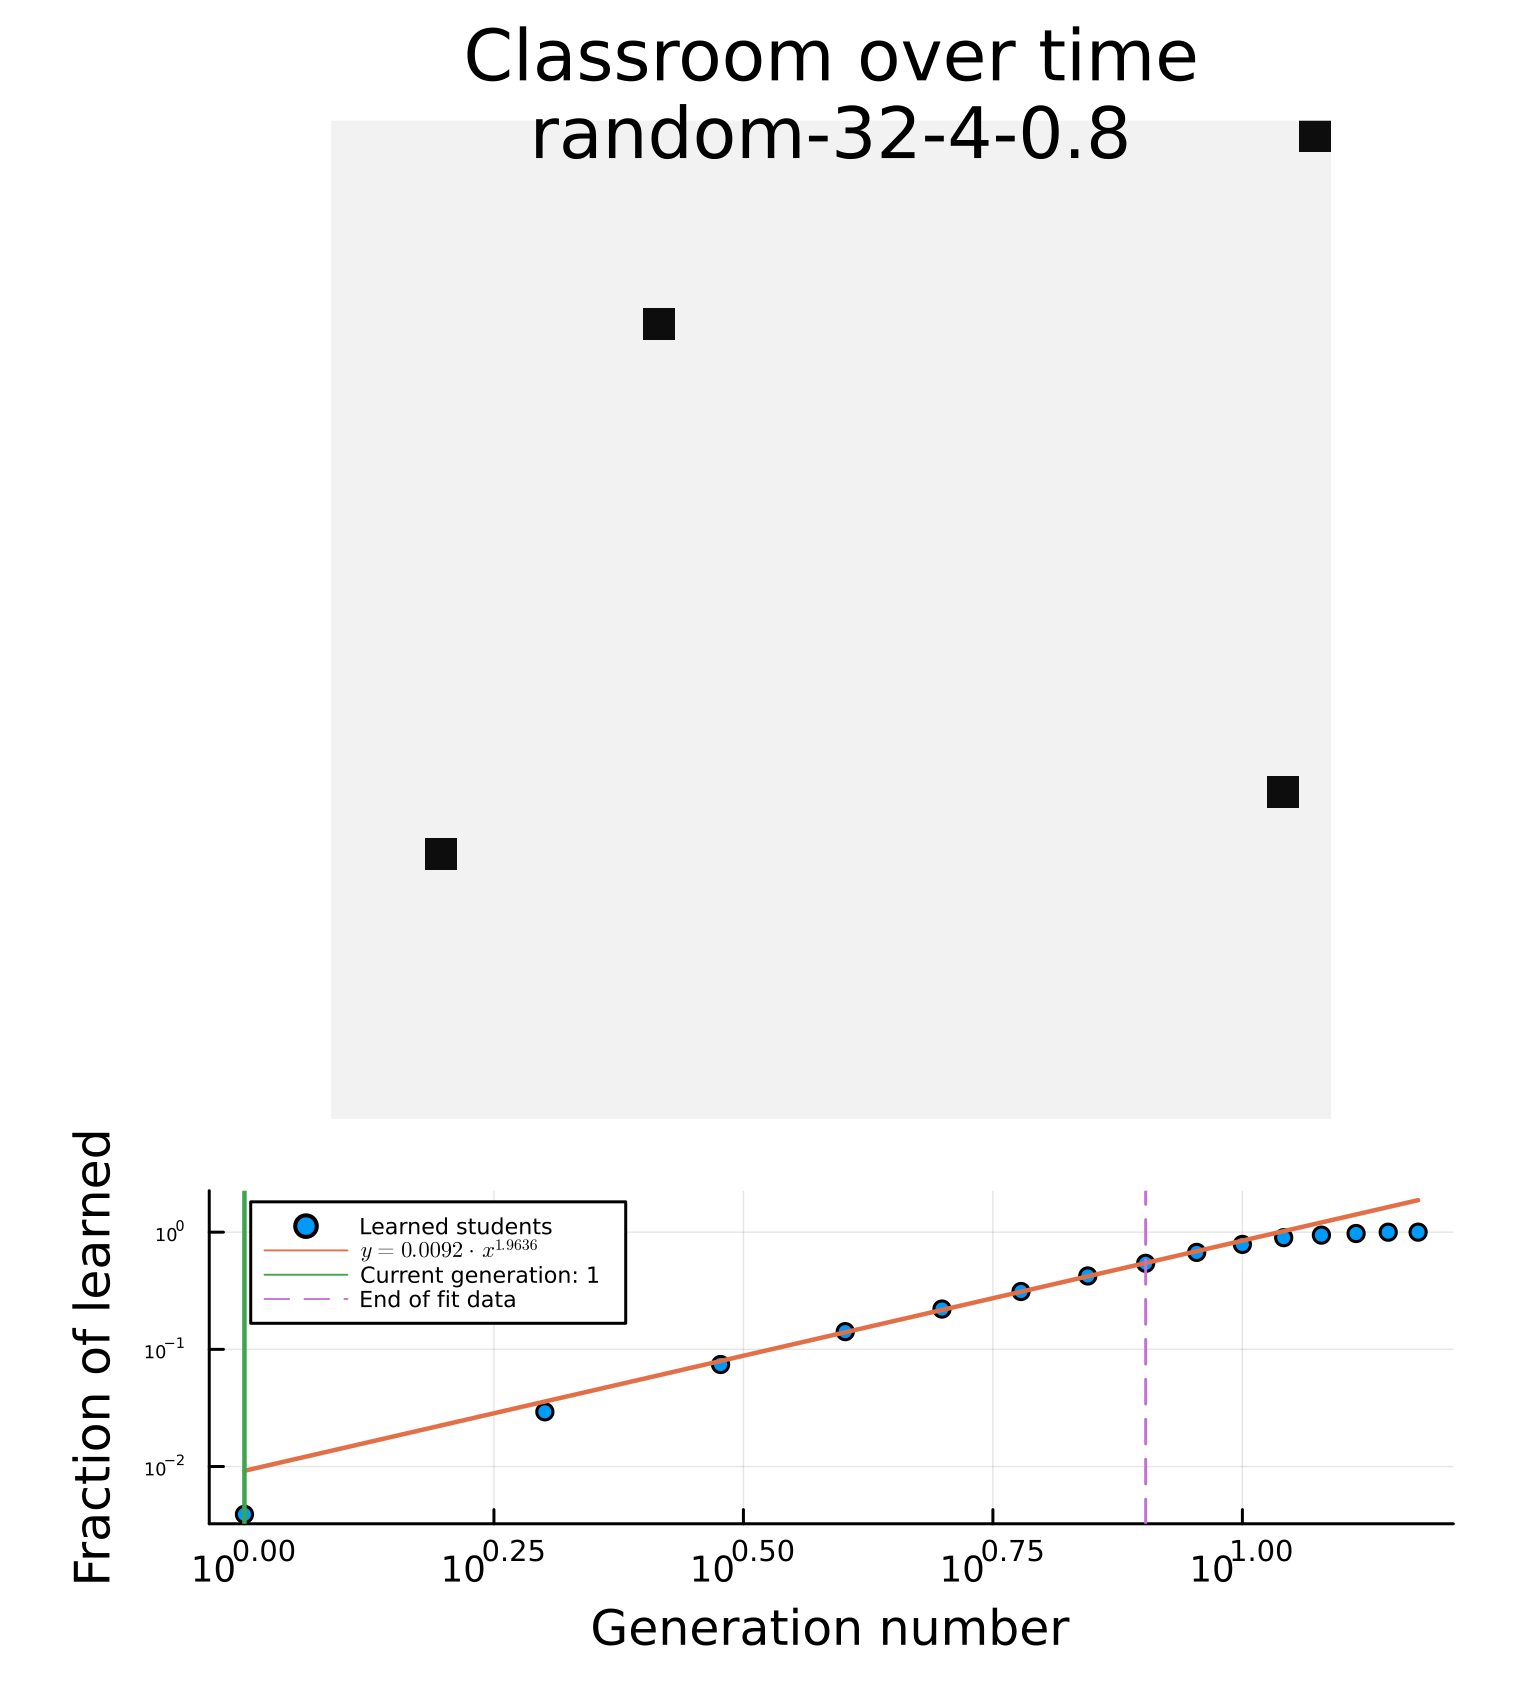 Classroom over time
random-32-4-0.8
Fraction of learned
10⁰
10⁻¹
10⁻²
Learned students
y = 0.0092 · x^1.9636
Current generation: 1
End of fit data
10^0.00 10^0.25 10^0.50 10^0.75 10^1.00
Generation number